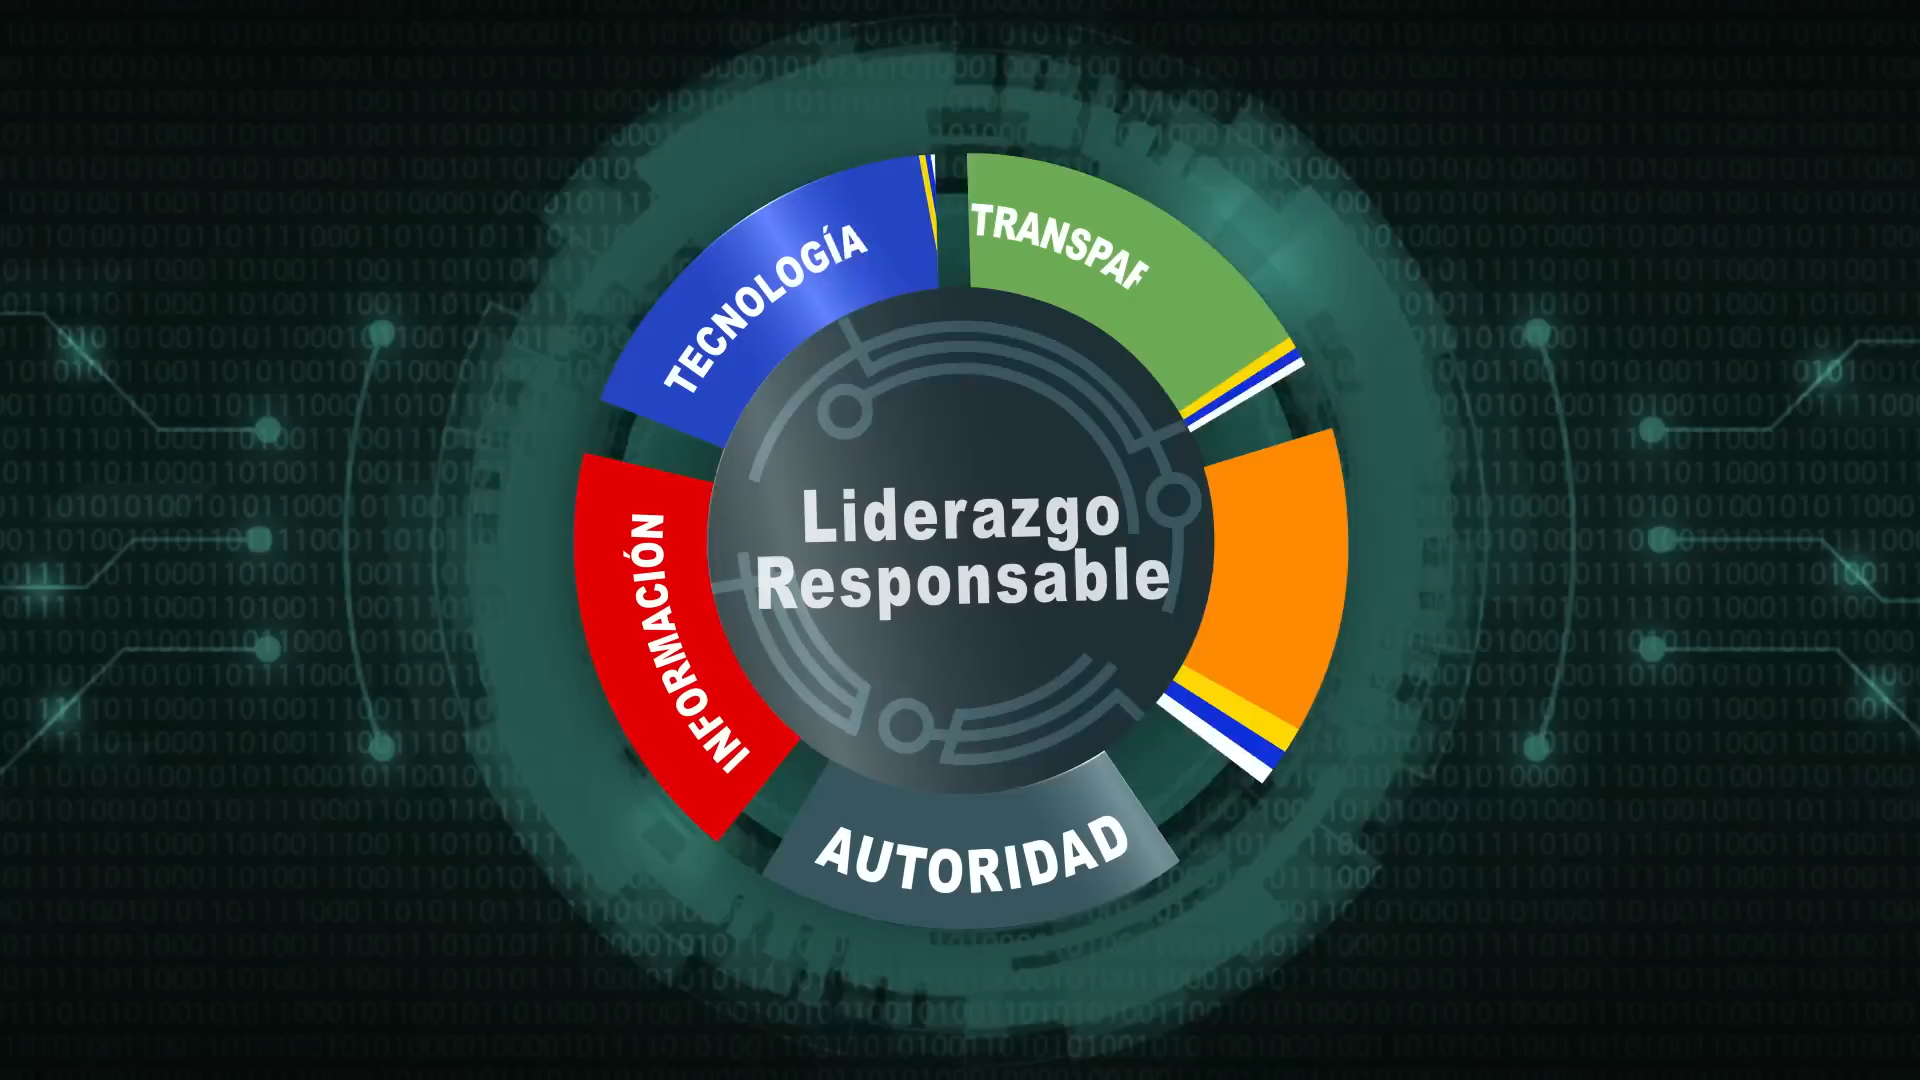 TECNOLOGÍA
TRANSPAR
Liderazgo
Responsable
INFORMACIÓN
AUTORIDAD